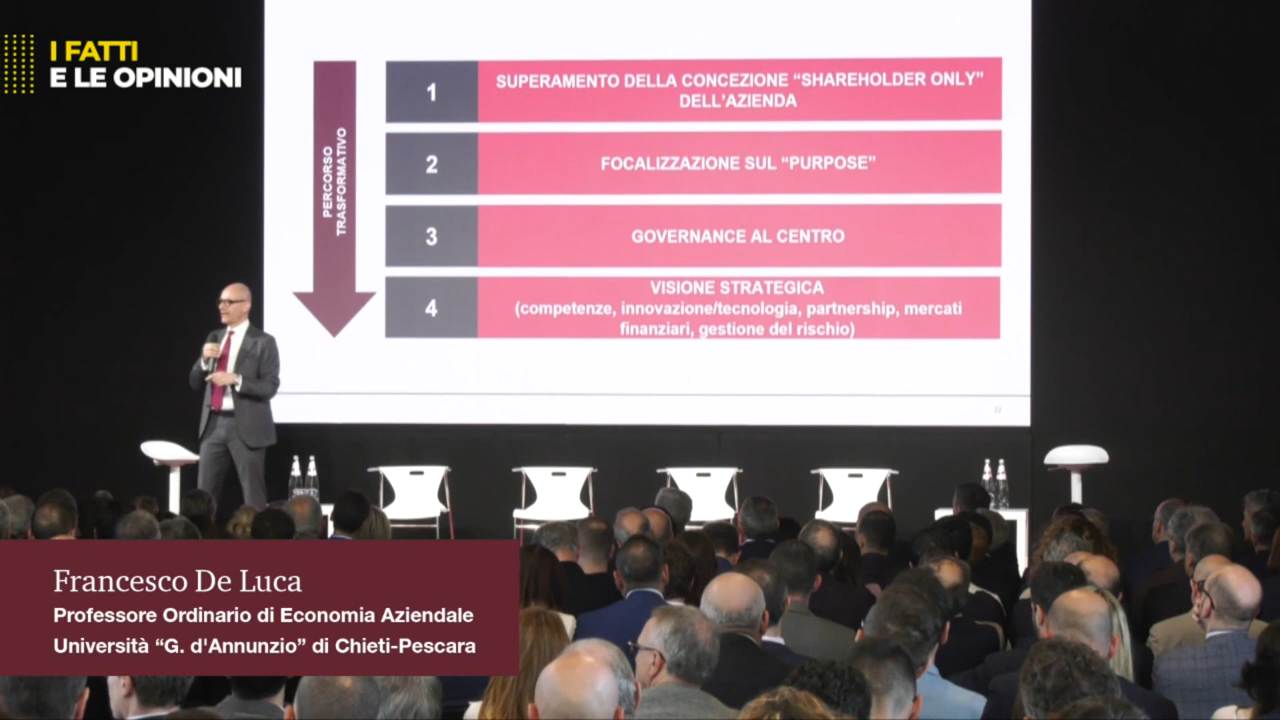 I FATTI
E LE OPINIONI
PERCORSO
TRASFORMATIVO
1
SUPERAMENTO DELLA CONCEZIONE “SHAREHOLDER ONLY”
DELL’AZIENDA
2
FOCALIZZAZIONE SUL “PURPOSE”
3
GOVERNANCE AL CENTRO
4
VISIONE STRATEGICA
(competenze, innovazione/tecnologia, partnership, mercati
finanziari, gestione del rischio)
Francesco De Luca
Professore Ordinario di Economia Aziendale
Università “G. d'Annunzio” di Chieti-Pescara